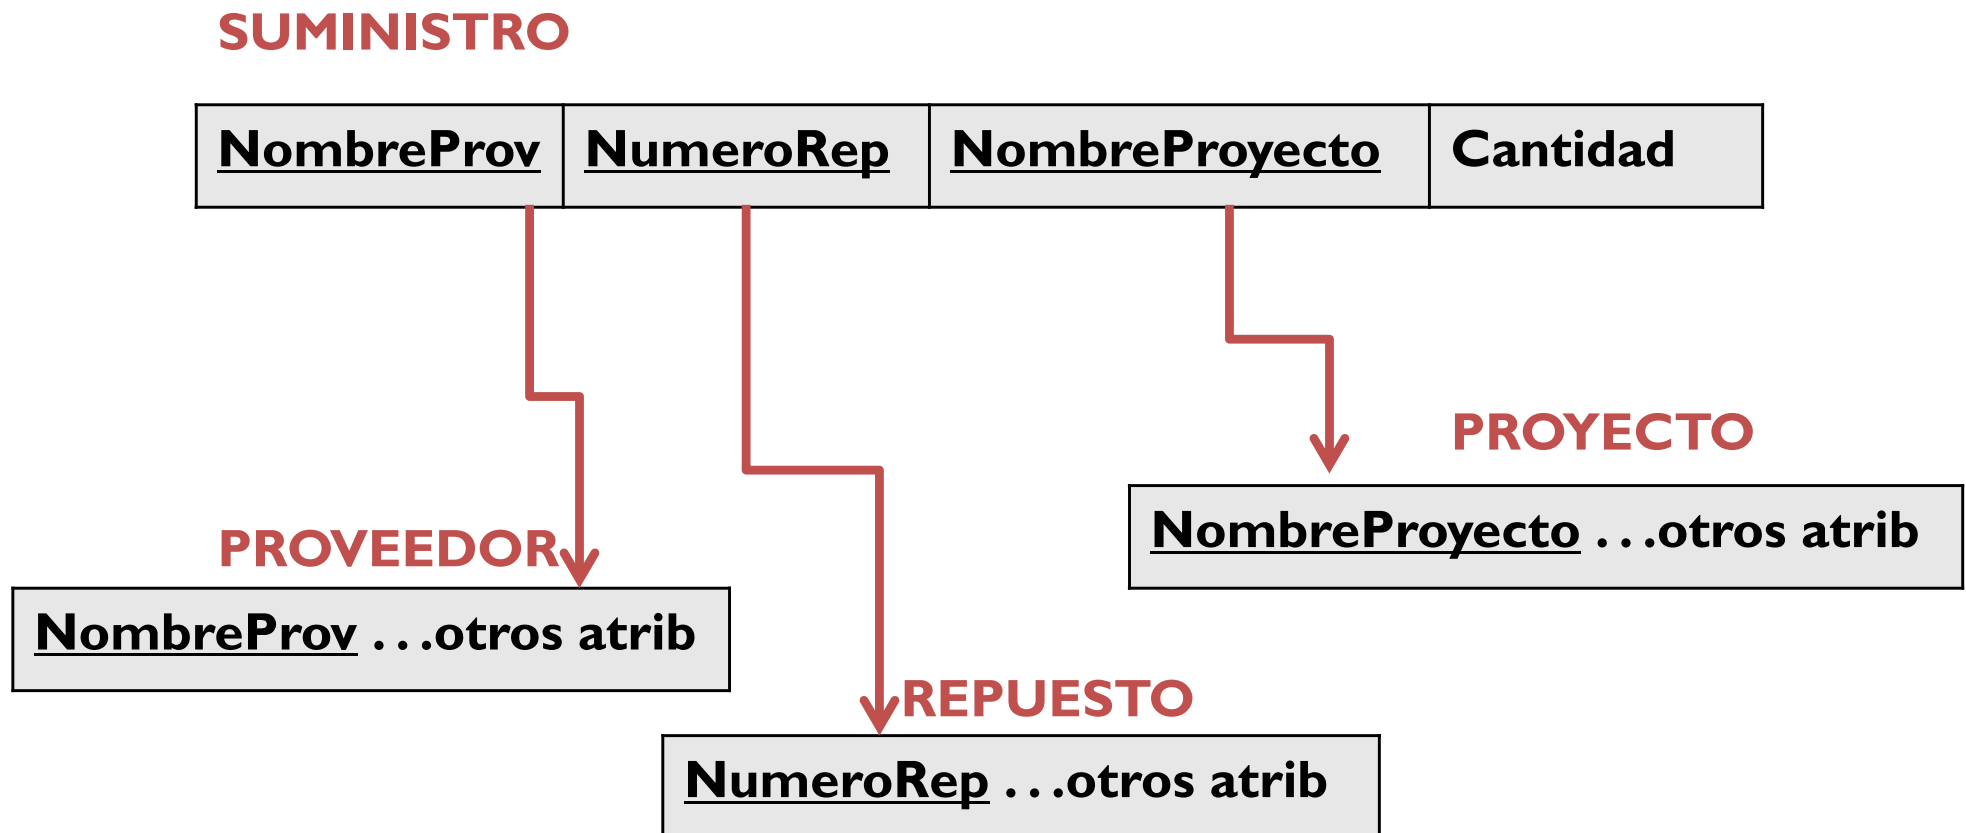 SUMINISTRO
NombreProv NumeroRep NombreProyecto Cantidad
PROYECTO
NombreProyecto . . .otros atrib
PROVEEDOR
NombreProv . . .otros atrib
REPUESTO
NumeroRep . . .otros atrib